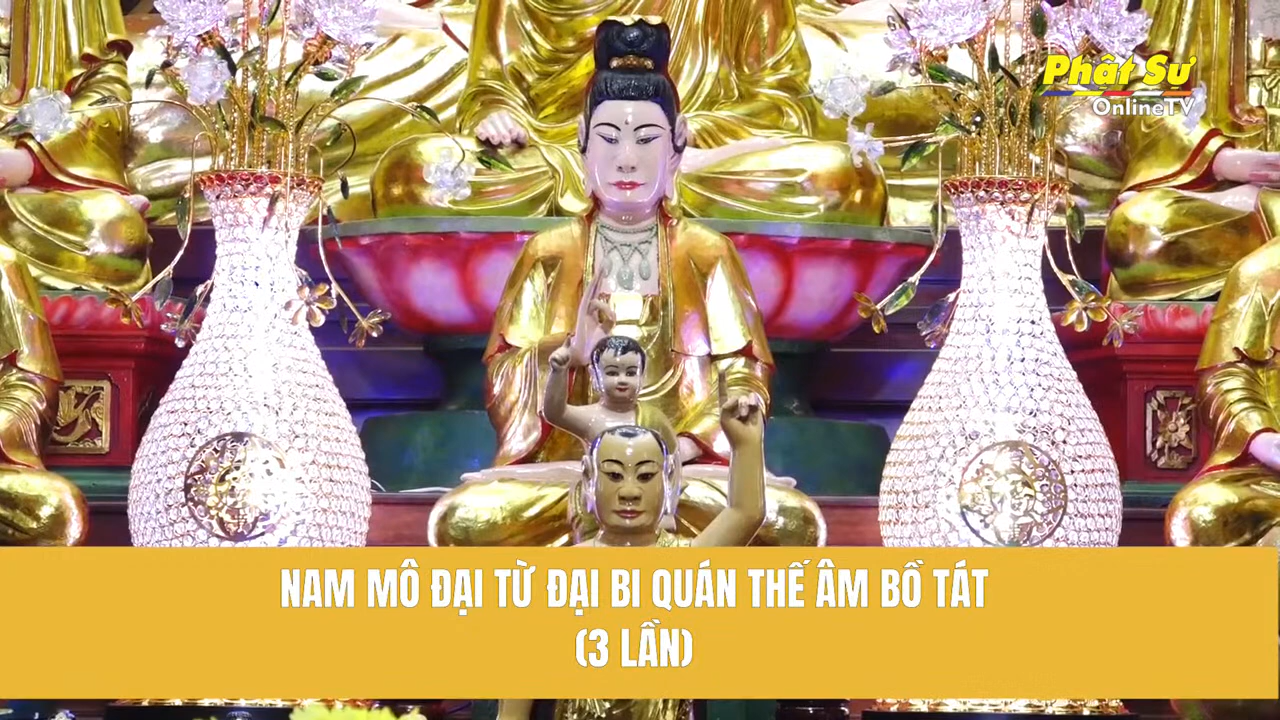 Phật Sự
OnlineTV
NAM MÔ ĐẠI TỪ ĐẠI BI QUÁN THẾ ÂM BỒ TÁT
(3 LẦN)